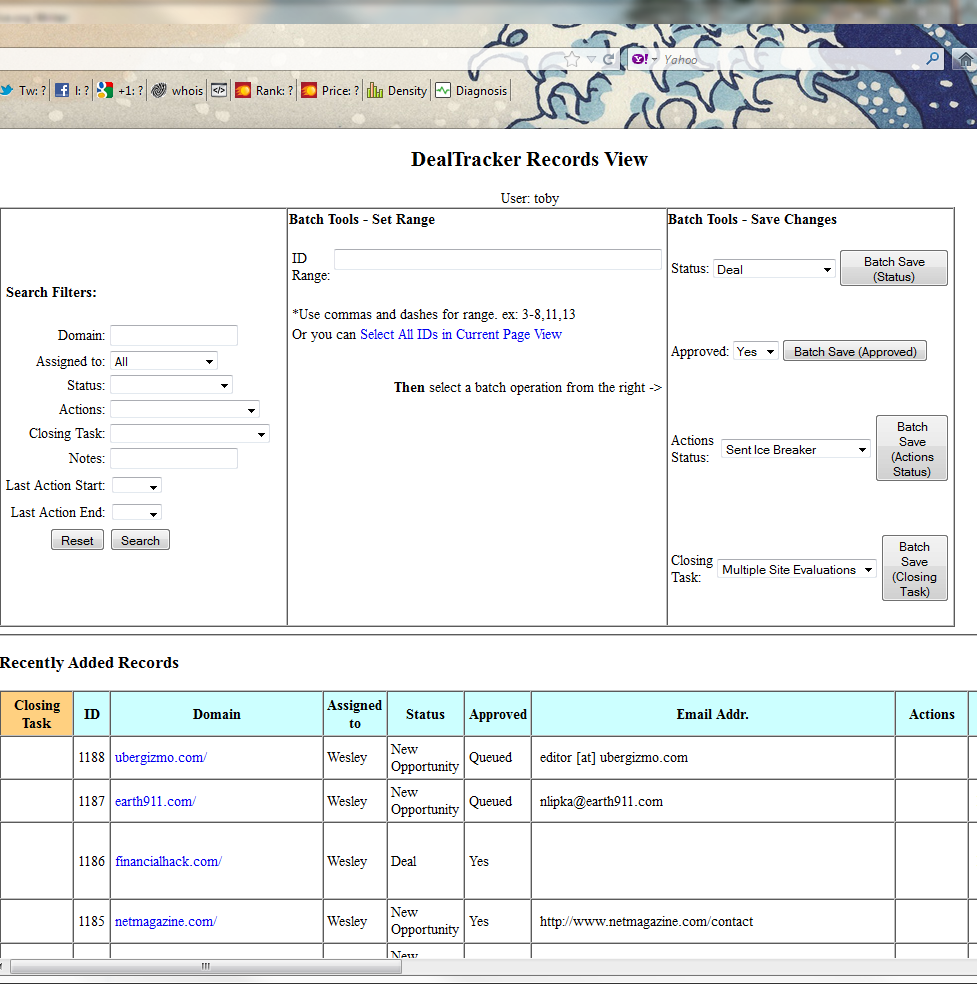 Yahoo
Tw: ? I: ? +1: ? whois Rank: ? Price: ? Density Diagnosis
DealTracker Records View
User: toby
Search Filters:
Domain:
Assigned to: All
Status:
Actions:
Closing Task:
Notes:
Last Action Start:
Last Action End:
Reset Search
Batch Tools - Set Range
ID
Range:
*Use commas and dashes for range. ex: 3-8,11,13
Or you can Select All IDs in Current Page View
Then select a batch operation from the right ->
Batch Tools - Save Changes
Status: Deal Batch Save
(Status)
Approved: Yes Batch Save (Approved)
Actions
Status: Sent Ice Breaker Batch
Save
(Actions
Status)
Closing
Task: Multiple Site Evaluations Batch
Save
(Closing
Task)
Recently Added Records
Closing
Task ID Domain Assigned
to Status Approved Email Addr. Actions
1188 ubergizmo.com/ Wesley New
Opportunity Queued editor [at] ubergizmo.com
1187 earth911.com/ Wesley New
Opportunity Queued nlipka@earth911.com
1186 financialhack.com/ Wesley Deal Yes
1185 netmagazine.com/ Wesley New
Opportunity Yes http://www.netmagazine.com/contact
New